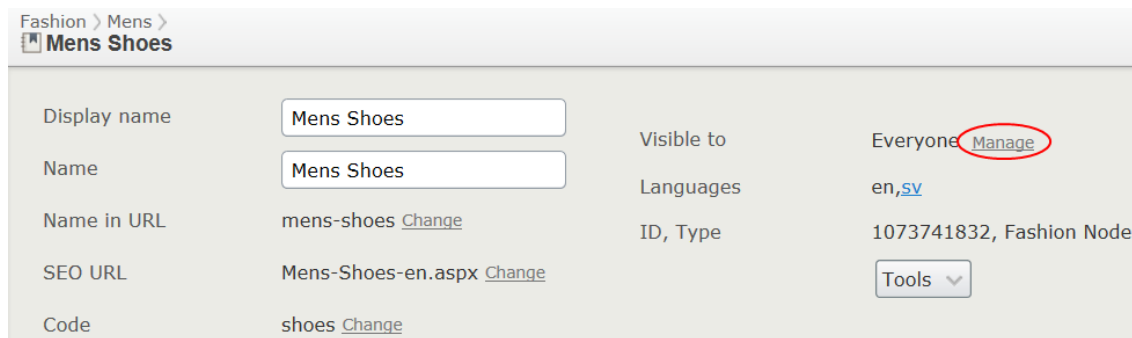 Fashion > Mens >
Mens Shoes
Display name Mens Shoes
Name Mens Shoes
Name in URL mens-shoes Change
SEO URL Mens-Shoes-en.aspx Change
Code shoes Change
Visible to Everyone Manage
Languages en,sv
ID, Type 1073741832, Fashion Node
Tools